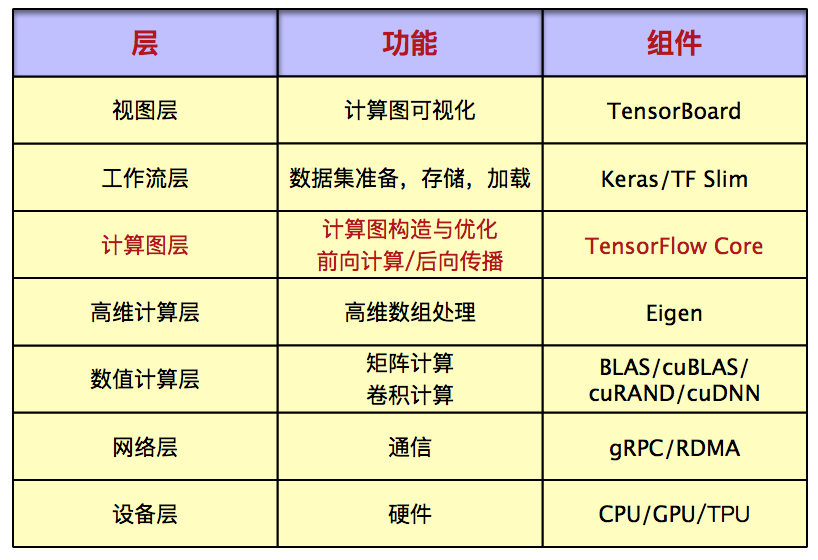 层 功能 组件
视图层 计算图可视化 TensorBoard
工作流层 数据集准备，存储，加载 Keras/TF Slim
计算图层 计算图构造与优化 TensorFlow Core
前向计算/后向传播
高维计算层 高维数组处理 Eigen
数值计算层 矩阵计算 BLAS/cuBLAS/
卷积计算 cuRAND/cuDNN
网络层 通信 gRPC/RDMA
设备层 硬件 CPU/GPU/TPU